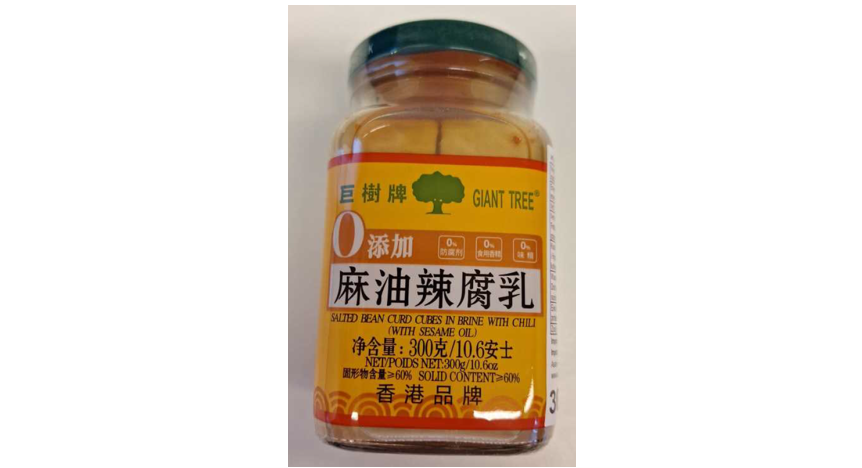 巨樹牌 GIANT TREE®
0添加
0% 防腐剂 0% 食用香精 0% 味精
麻油辣腐乳
SALTED BEAN CURD CUBES IN BRINE WITH CHILI
(WITH SESAME OIL)
净含量：300克/10.6安士
NET/POIDS NET:300g/10.6oz
固形物含量≥60% SOLID CONTENT≥60%
香港品牌